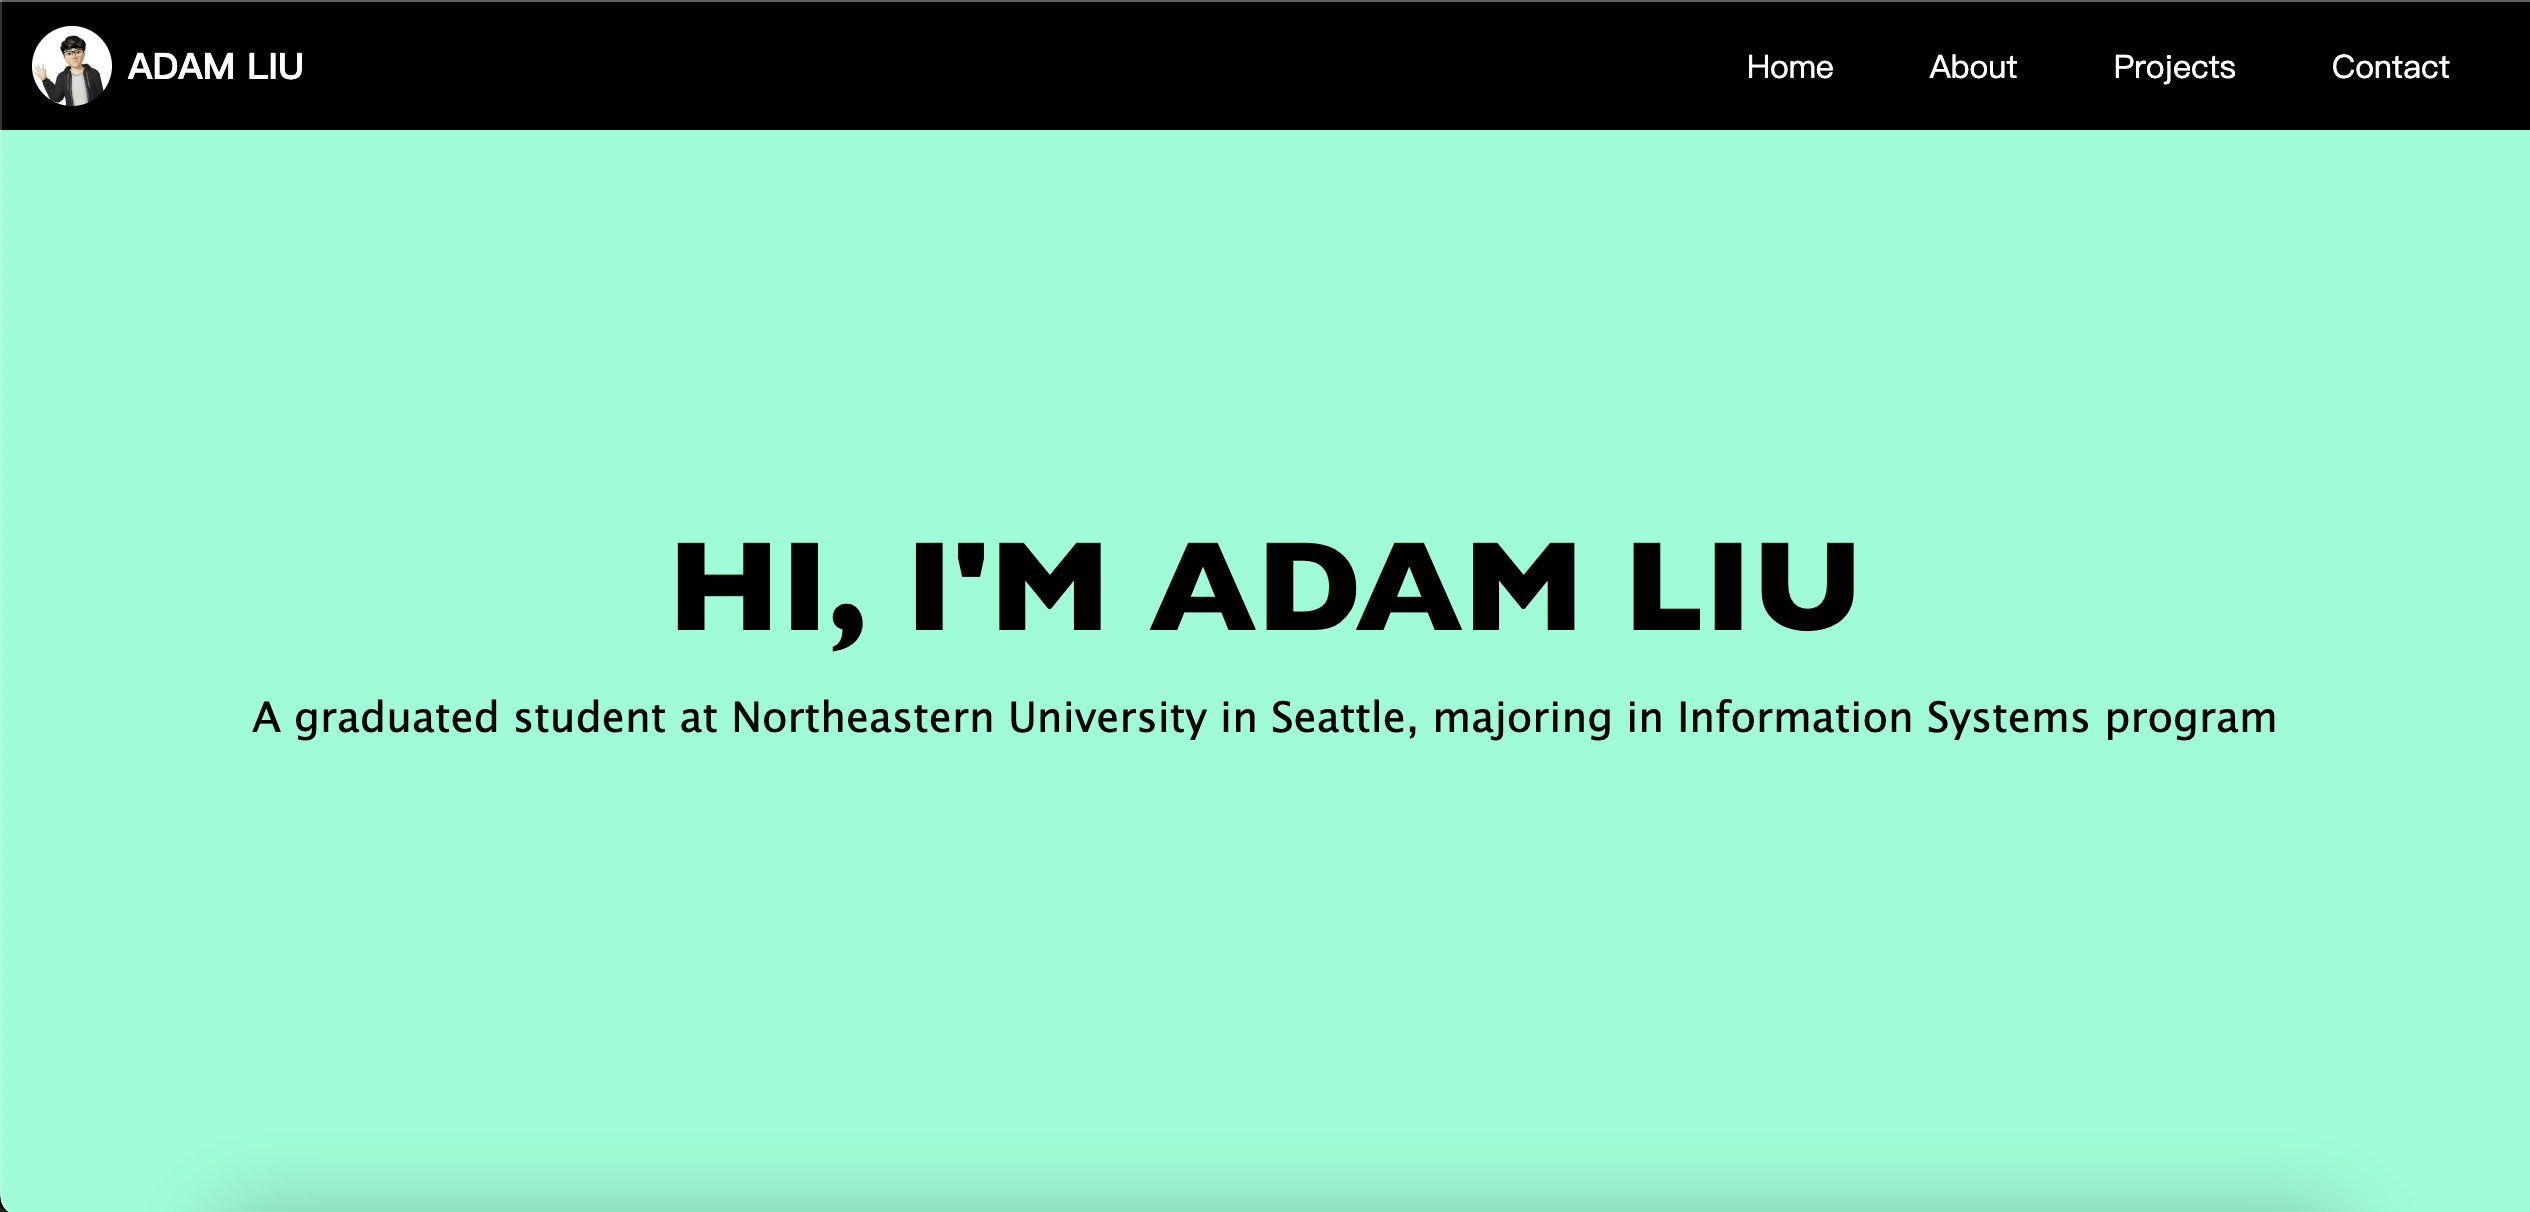 ADAM LIU
Home
About
Projects
Contact
HI, I'M ADAM LIU
A graduated student at Northeastern University in Seattle, majoring in Information Systems program